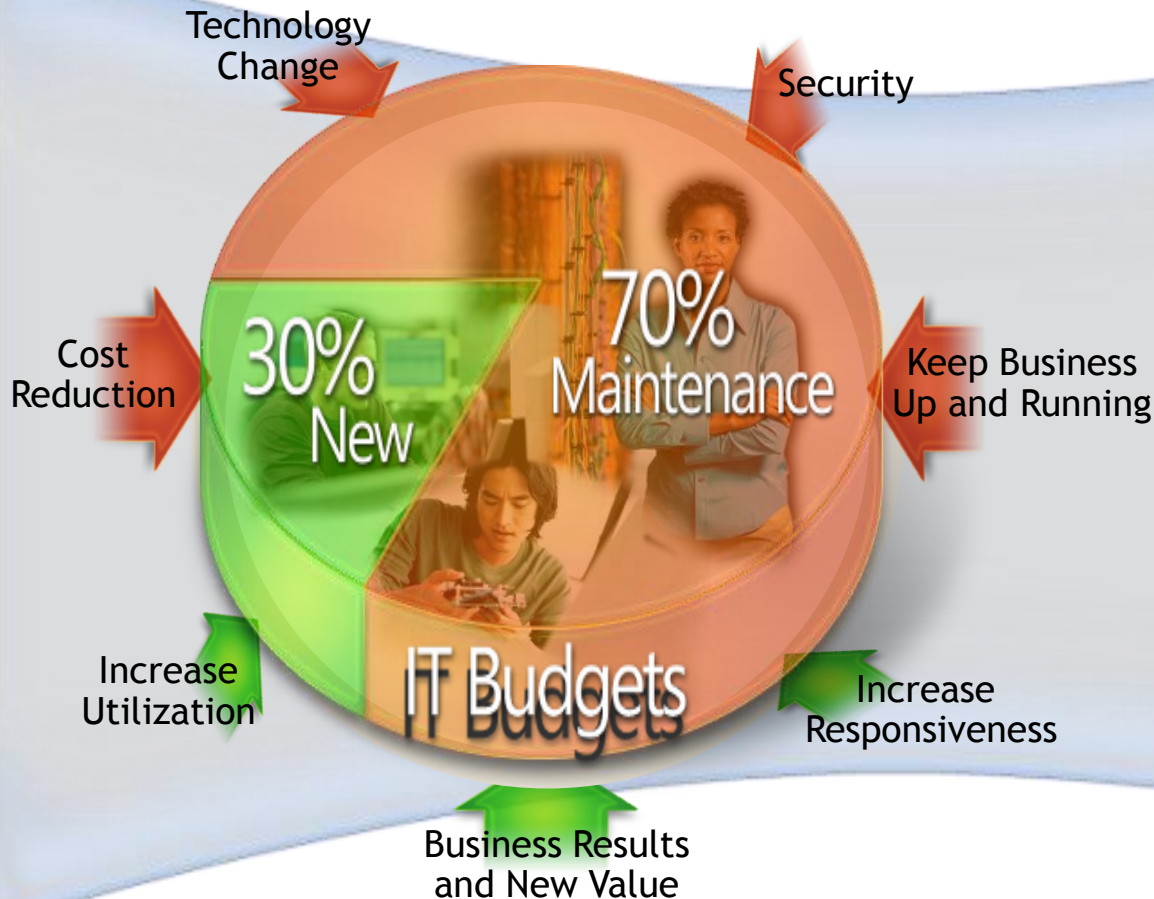 Technology
Change
Security
30%
New
70%
Maintenance
Cost
Reduction
Keep Business
Up and Running
Increase
Utilization
IT Budgets
Increase
Responsiveness
Business Results
and New Value